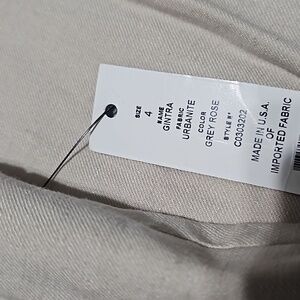 SIZE
4
NAME
GINTRA
FABRIC
URBANITE
COLOR
GREY ROSE
STYLE #
C0303202
MADE IN U.S.A.
OF
IMPORTED FABRIC